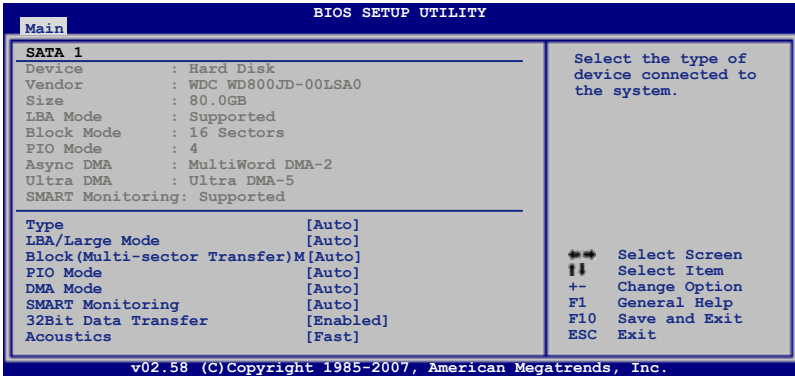 BIOS SETUP UTILITY
Main
SATA 1
Device : Hard Disk
Vendor : WDC WD800JD-00LSA0
Size : 80.0GB
LBA Mode : Supported
Block Mode : 16 Sectors
PIO Mode : 4
Async DMA : MultiWord DMA-2
Ultra DMA : Ultra DMA-5
SMART Monitoring: Supported
Type [Auto]
LBA/Large Mode [Auto]
Block(Multi-sector Transfer)M[Auto]
PIO Mode [Auto]
DMA Mode [Auto]
SMART Monitoring [Auto]
32Bit Data Transfer [Enabled]
Acoustics [Fast]
Select the type of
device connected to
the system.
←→ Select Screen
↑↓ Select Item
+- Change Option
F1 General Help
F10 Save and Exit
ESC Exit
v02.58 (C)Copyright 1985-2007, American Megatrends, Inc.